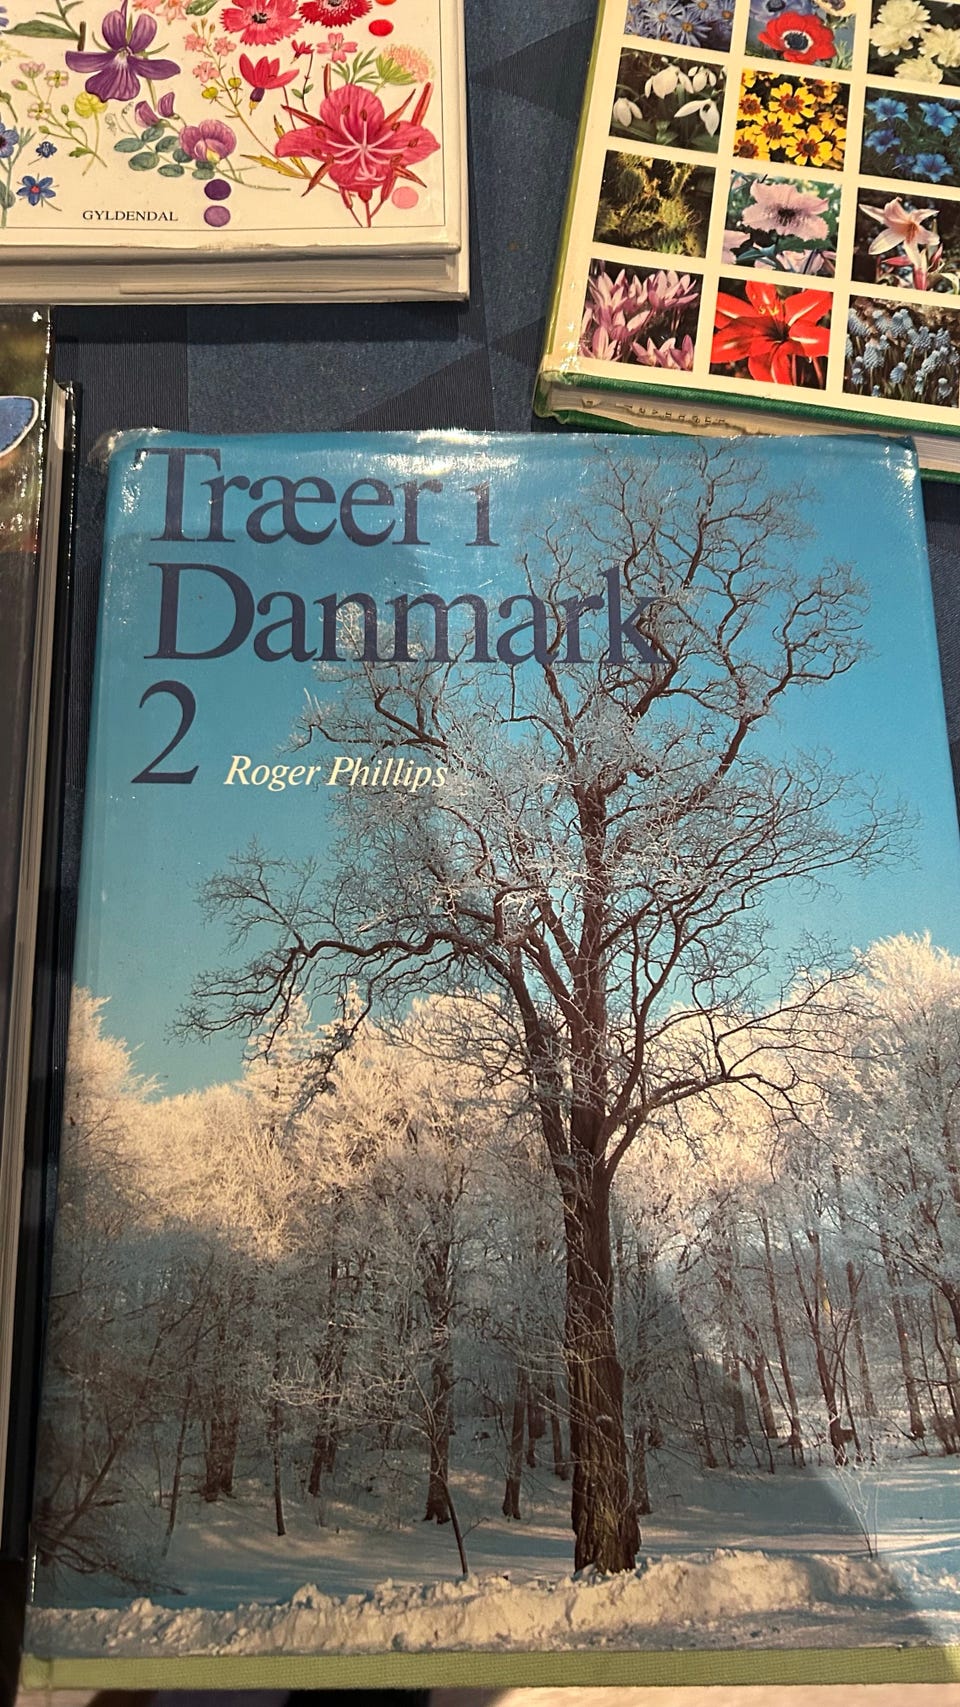 GYLDENDAL
Træer i
Danmark
2
Roger Phillips